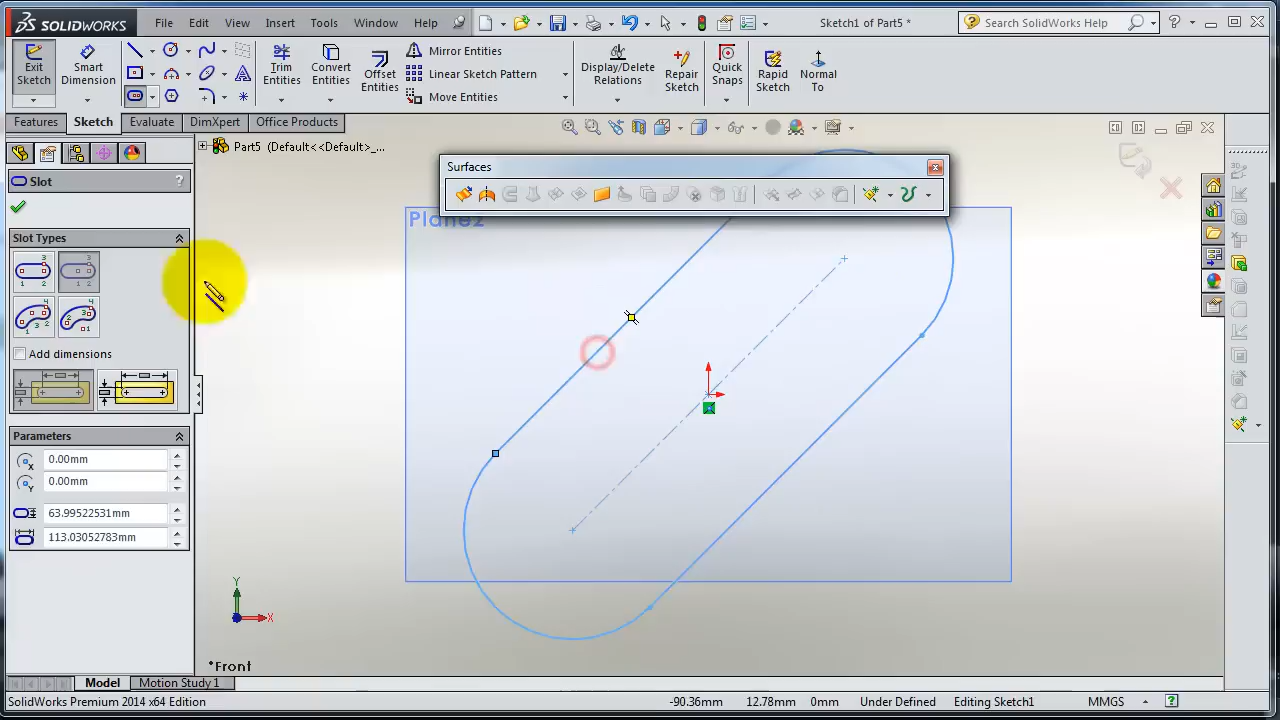 SOLIDWORKS
File Edit View Insert Tools Window Help
Sketch1 of Part5 *
Search SolidWorks Help
Exit Sketch
Smart Dimension
Trim Entities
Convert Entities
Offset Entities
Mirror Entities
Linear Sketch Pattern
Move Entities
Display/Delete Relations
Repair Sketch
Quick Snaps
Rapid Sketch
Normal To
Features Sketch Evaluate DimXpert Office Products
Part5 (Default<<Default>_...
Surfaces
Slot
?
Plane2
Slot Types
Add dimensions
Parameters
0.00mm
0.00mm
63.99522531mm
113.03052783mm
Y
X
*Front
Model Motion Study 1
SolidWorks Premium 2014 x64 Edition
-90.36mm 12.78mm 0mm Under Defined Editing Sketch1 MMGS